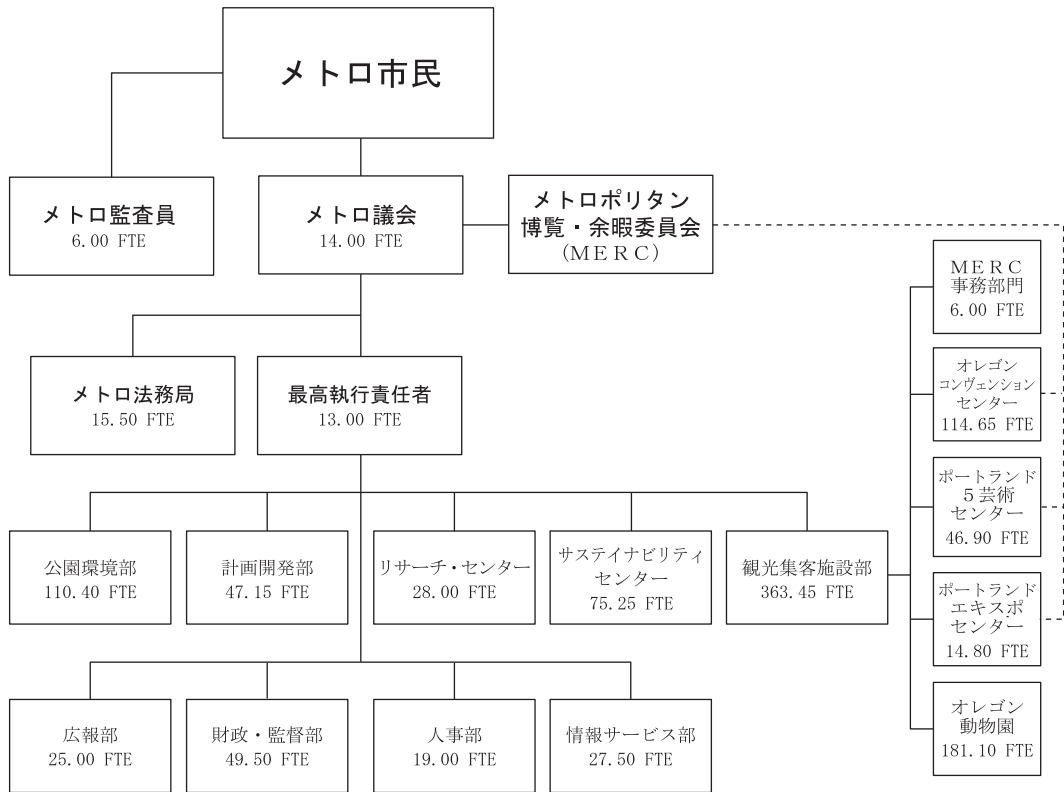 メトロ市民
メトロ監査員
6.00 FTE
メトロ議会
14.00 FTE
メトロポリタン
博覧・余暇委員会
(MERC)
MERC
事務部門
6.00 FTE
オレゴン
コンヴェンション
センター
114.65 FTE
ポートランド
5芸術
センター
46.90 FTE
ポートランド
エキスポ
センター
14.80 FTE
オレゴン
動物園
181.10 FTE
メトロ法務局
15.50 FTE
最高執行責任者
13.00 FTE
公園環境部
110.40 FTE
計画開発部
47.15 FTE
リサーチ・センター
28.00 FTE
サステイナビリティ
センター
75.25 FTE
観光集客施設部
363.45 FTE
広報部
25.00 FTE
財政・監督部
49.50 FTE
人事部
19.00 FTE
情報サービス部
27.50 FTE